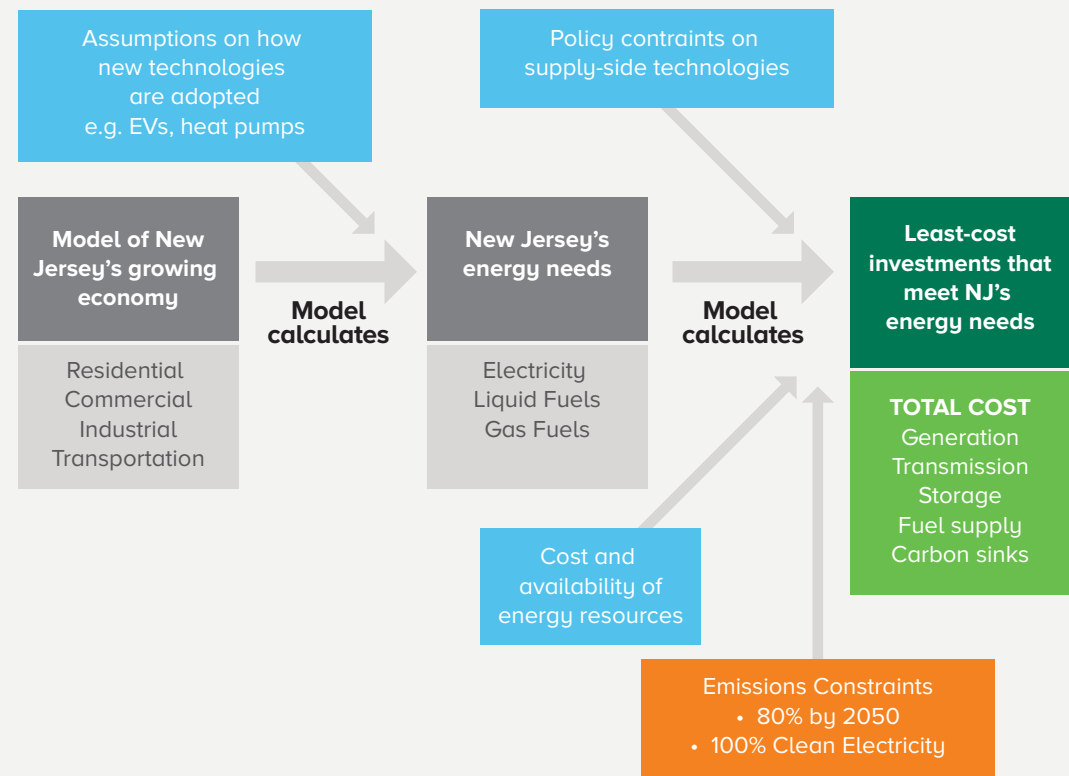 Assumptions on how
new technologies
are adopted
e.g. EVs, heat pumps
Policy contraints on
supply-side technologies
Model of New
Jersey's growing
economy
Residential
Commercial
Industrial
Transportation
Model
calculates
New Jersey's
energy needs
Electricity
Liquid Fuels
Gas Fuels
Model
calculates
Least-cost
investments that
meet NJ's
energy needs
TOTAL COST
Generation
Transmission
Storage
Fuel supply
Carbon sinks
Cost and
availability of
energy resources
Emissions Constraints
• 80% by 2050
• 100% Clean Electricity